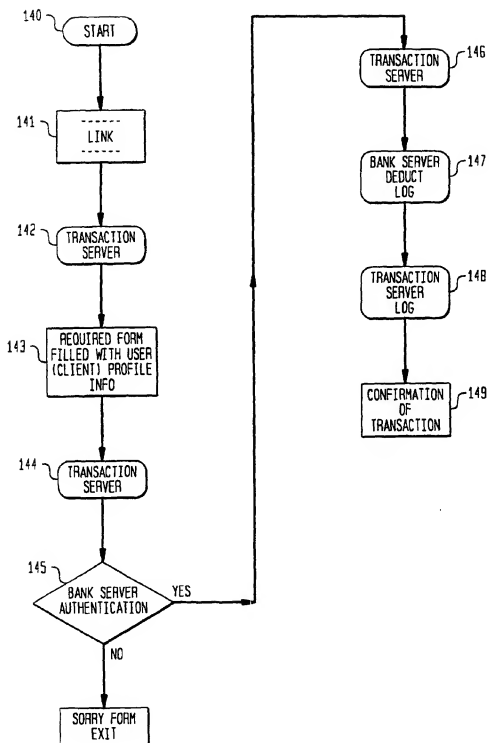 140
START
141
LINK
142
TRANSACTION
SERVER
143
REQUIRED FORM
FILLED WITH USER
(CLIENT) PROFILE
INFO
144
TRANSACTION
SERVER
145
BANK SERVER
AUTHENTICATION
YES
NO
SORRY FORM
EXIT
146
TRANSACTION
SERVER
147
BANK SERVER
DEDUCT
LOG
148
TRANSACTION
SERVER
LOG
149
CONFIRMATION
OF
TRANSACTION